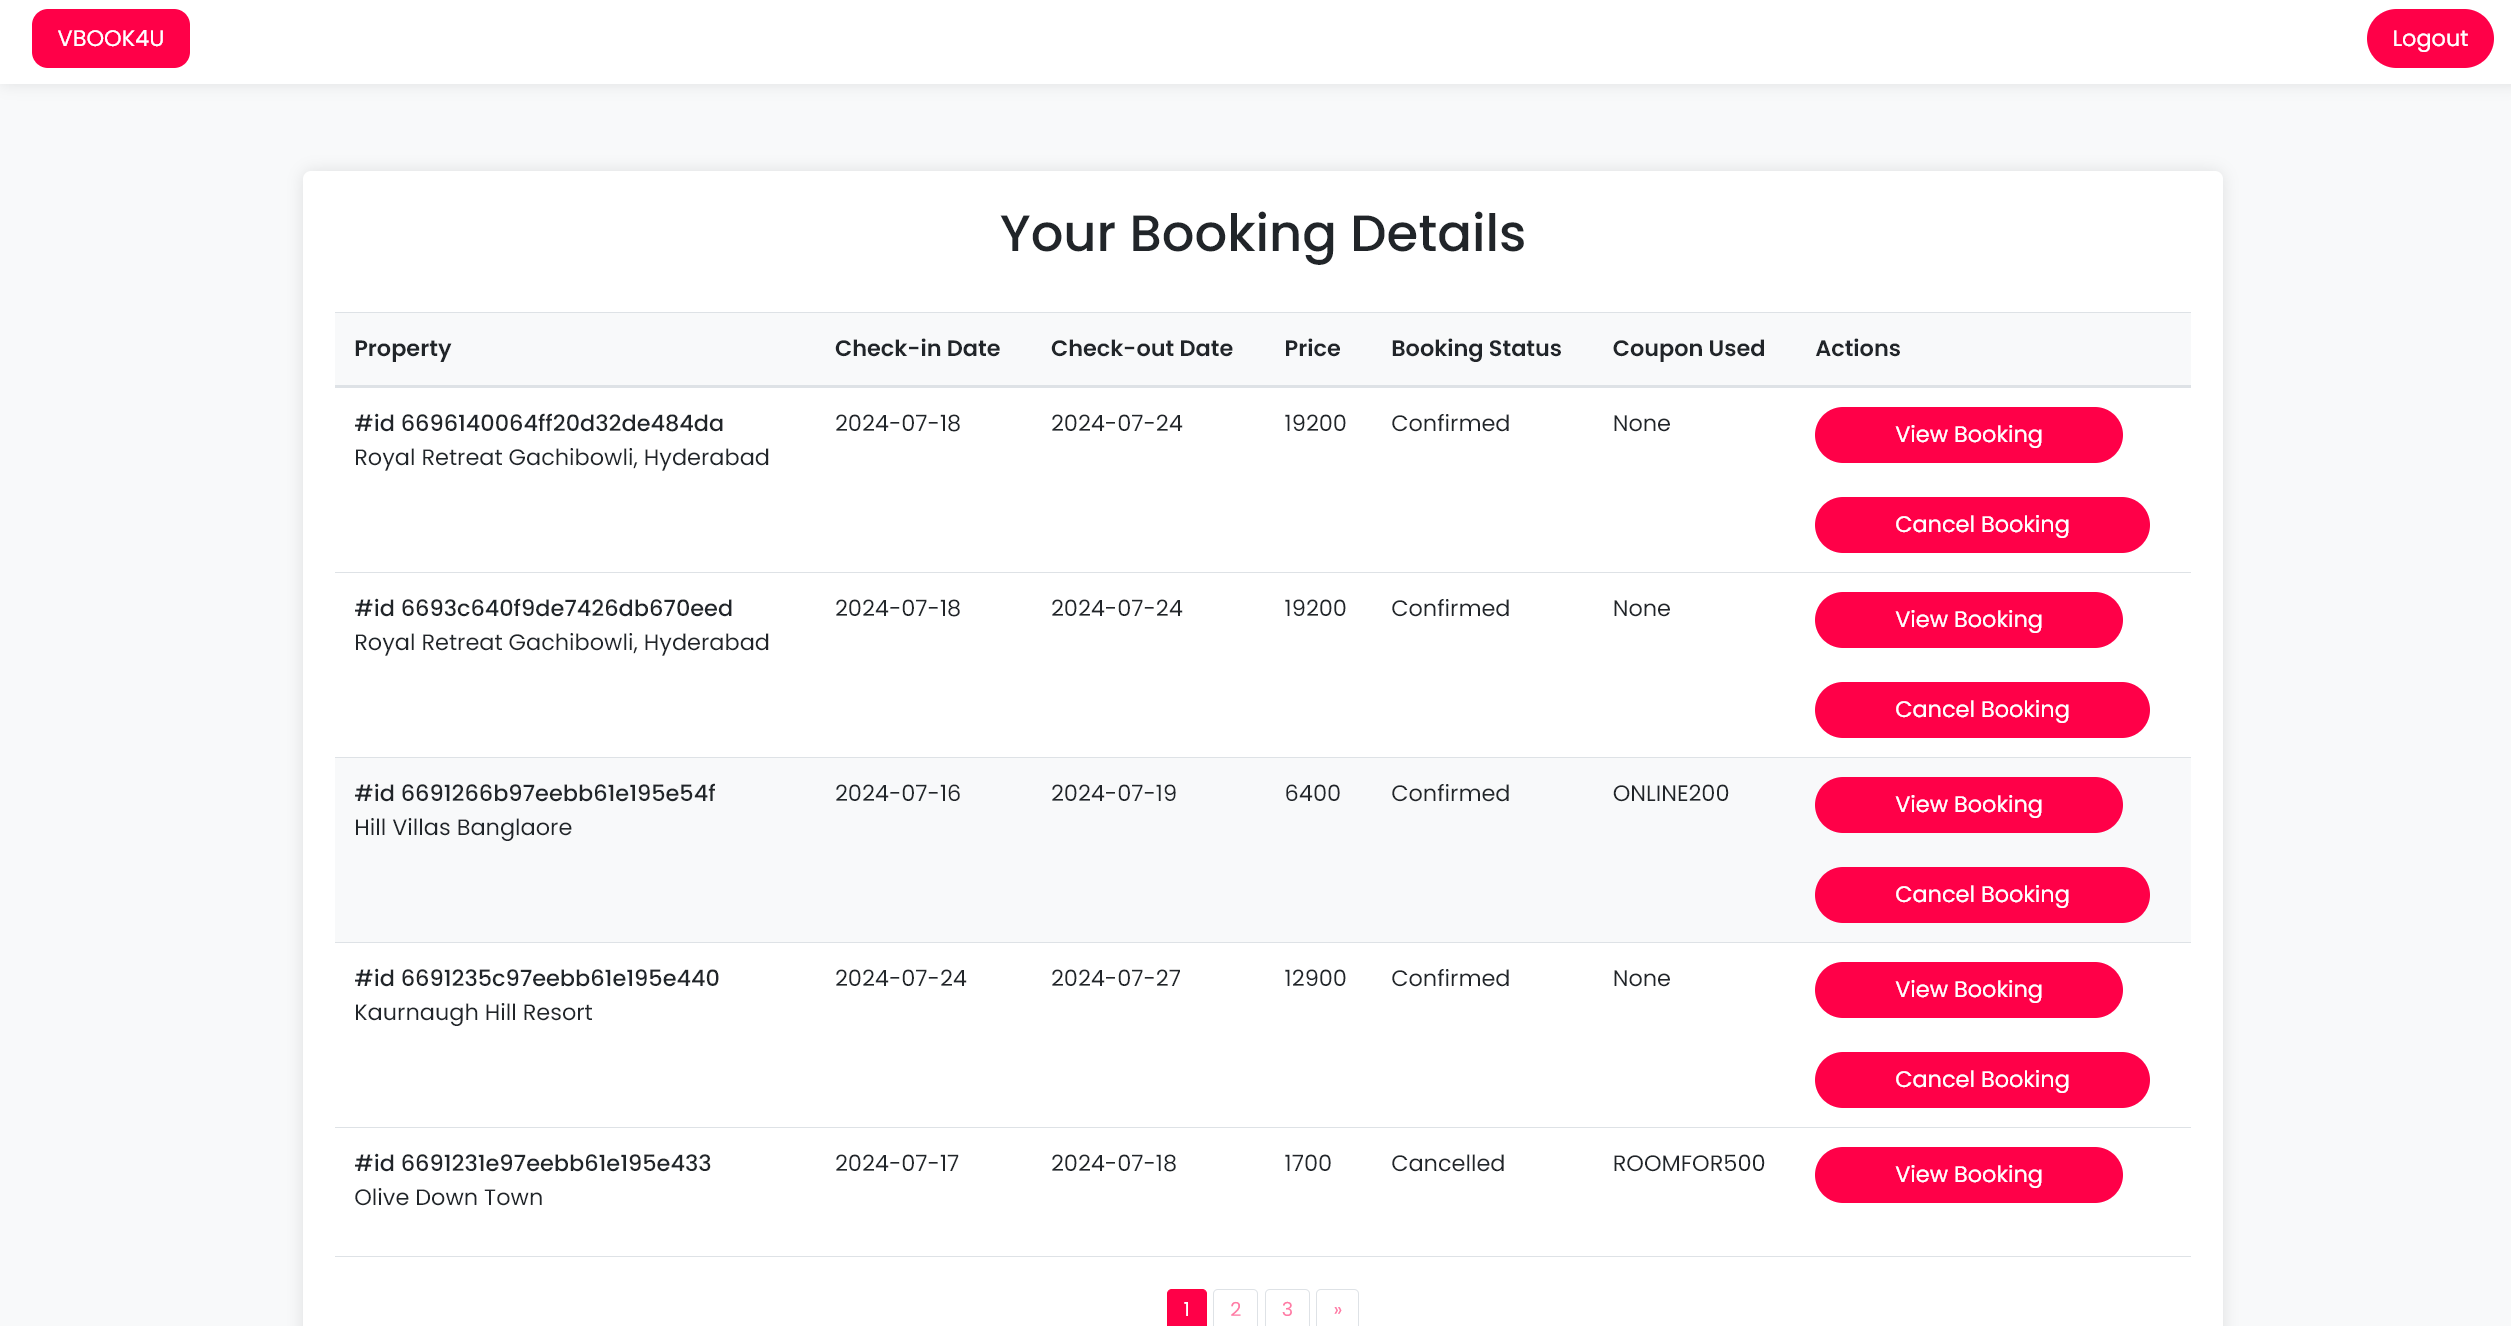 VBOOK4U
Logout
Your Booking Details
Property Check-in Date Check-out Date Price Booking Status Coupon Used Actions
#id 6696140064ff20d32de484da 2024-07-18 2024-07-24 19200 Confirmed None View Booking
Royal Retreat Gachibowli, Hyderabad
Cancel Booking
#id 6693c640f9de7426db670eed 2024-07-18 2024-07-24 19200 Confirmed None View Booking
Royal Retreat Gachibowli, Hyderabad
Cancel Booking
#id 6691266b97eebb61e195e54f 2024-07-16 2024-07-19 6400 Confirmed ONLINE200 View Booking
Hill Villas Banglaore
Cancel Booking
#id 6691235c97eebb61e195e440 2024-07-24 2024-07-27 12900 Confirmed None View Booking
Kaurnaugh Hill Resort
Cancel Booking
#id 6691231e97eebb61e195e433 2024-07-17 2024-07-18 1700 Cancelled ROOMFOR500 View Booking
Olive Down Town
1 2 3 »